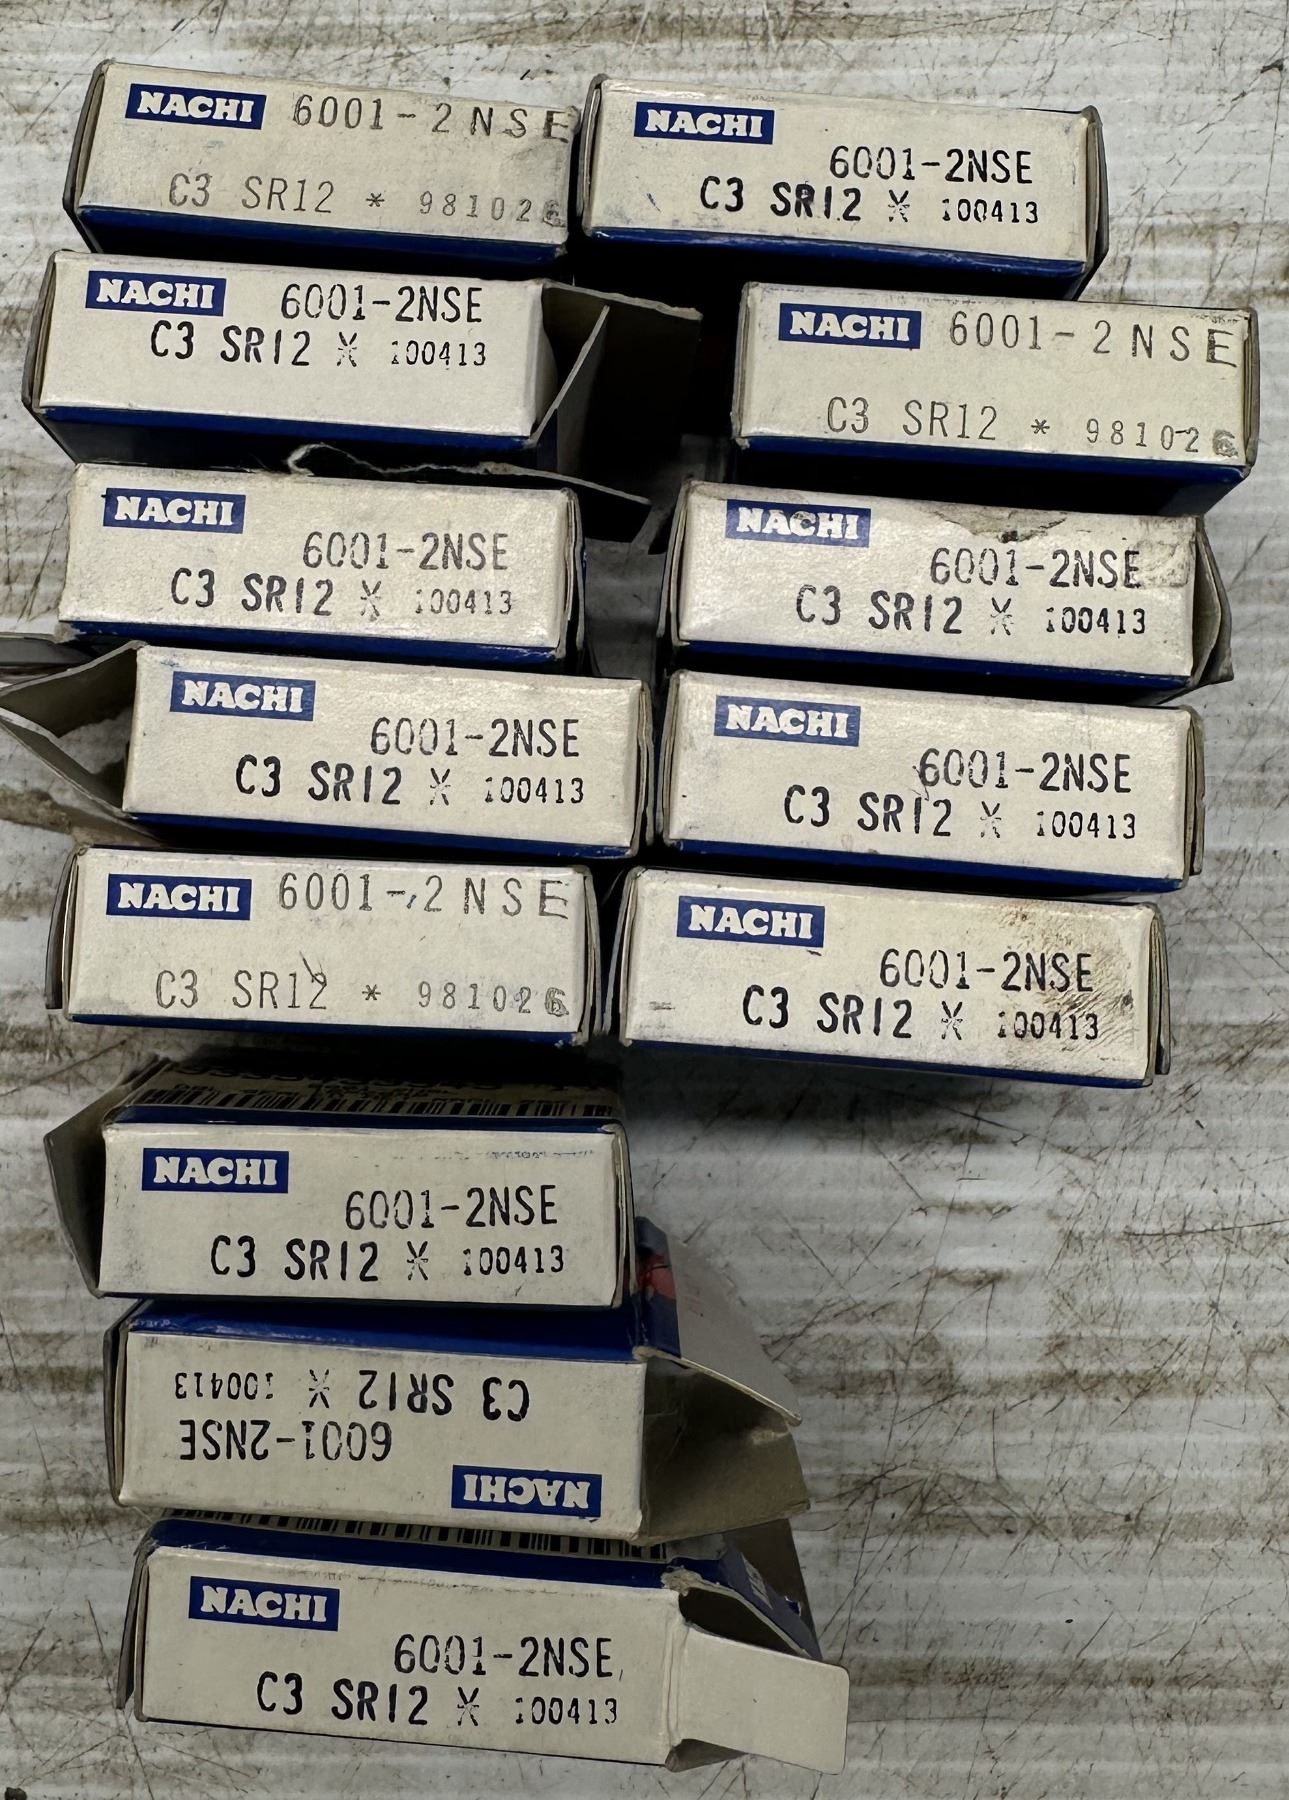 NACHI 6001-2NSE
C3 SR12 * 981026
NACHI
6001-2NSE
C3 SR12 * 100413
NACHI 6001-2NSE
C3 SR12 * 100413
NACHI 6001-2NSE
C3 SR12 * 981026
NACHI
6001-2NSE
C3 SR12 * 100413
NACHI
6001-2NSE
C3 SR12 * 100413
NACHI
6001-2NSE
C3 SR12 * 100413
NACHI
6001-2NSE
C3 SR12 * 100413
NACHI 6001-2NSE
C3 SR12 * 981026
NACHI
6001-2NSE
C3 SR12 * 100413
NACHI
6001-2NSE
C3 SR12 * 100413
NACHI
6001-2NSE
C3 SR12 * 100413
NACHI
6001-2NSE
C3 SR12 * 100413